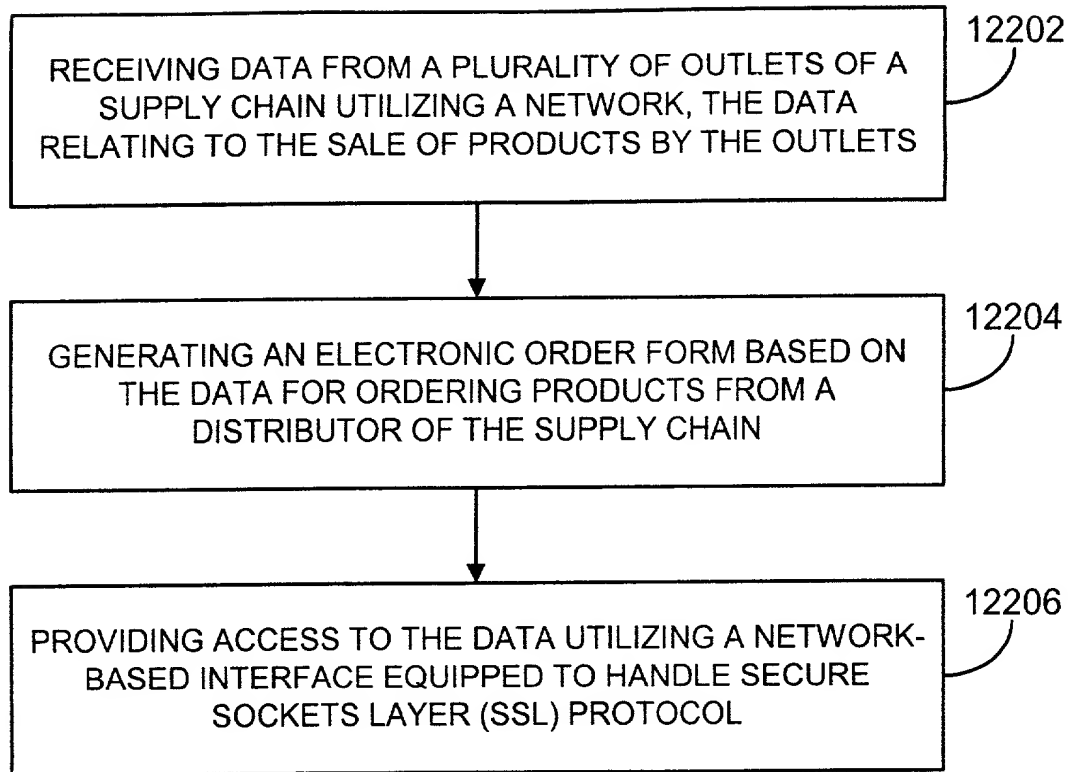 12202
RECEIVING DATA FROM A PLURALITY OF OUTLETS OF A
SUPPLY CHAIN UTILIZING A NETWORK, THE DATA
RELATING TO THE SALE OF PRODUCTS BY THE OUTLETS
12204
GENERATING AN ELECTRONIC ORDER FORM BASED ON
THE DATA FOR ORDERING PRODUCTS FROM A
DISTRIBUTOR OF THE SUPPLY CHAIN
12206
PROVIDING ACCESS TO THE DATA UTILIZING A NETWORK-
BASED INTERFACE EQUIPPED TO HANDLE SECURE
SOCKETS LAYER (SSL) PROTOCOL